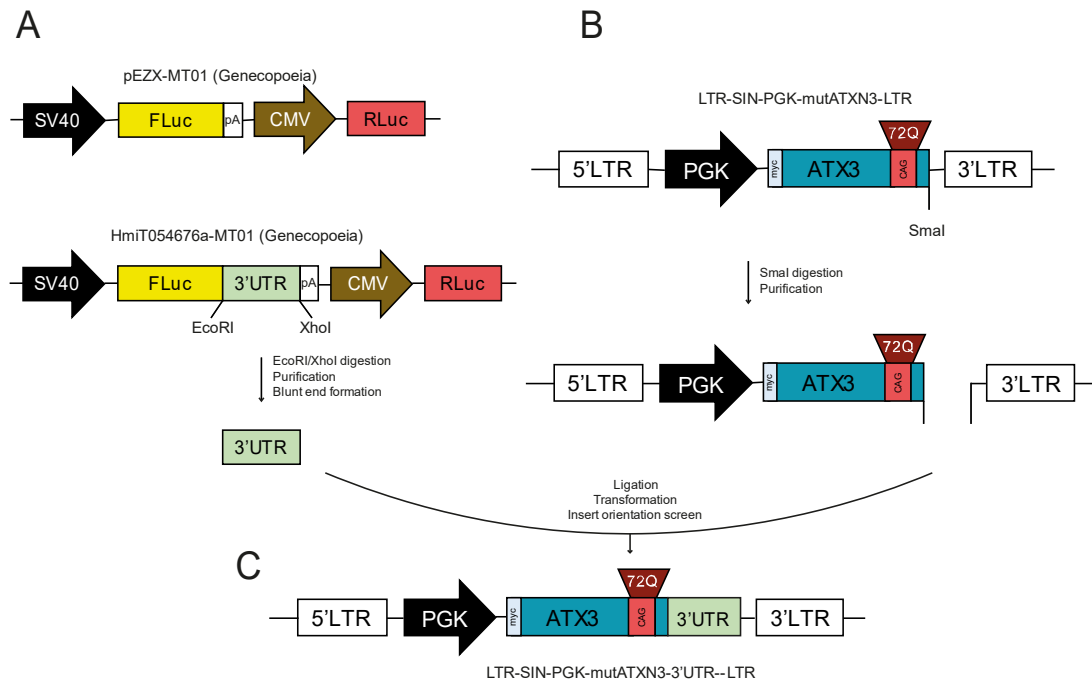 A
pEZX-MT01 (Genecopoeia)
SV40 FLuc pA CMV RLuc
HmiT054676a-MT01 (Genecopoeia)
SV40 FLuc 3'UTR pA CMV RLuc
EcoRI XhoI
EcoRI/XhoI digestion
Purification
Blunt end formation
3'UTR
B
LTR-SIN-PGK-mutATXN3-LTR
72Q
5'LTR PGK myc ATX3 CAG 3'LTR
SmaI
SmaI digestion
Purification
72Q
5'LTR PGK myc ATX3 CAG 3'LTR
Ligation
Transformation
Insert orientation screen
C
72Q
5'LTR PGK myc ATX3 CAG 3'UTR 3'LTR
LTR-SIN-PGK-mutATXN3-3'UTR--LTR